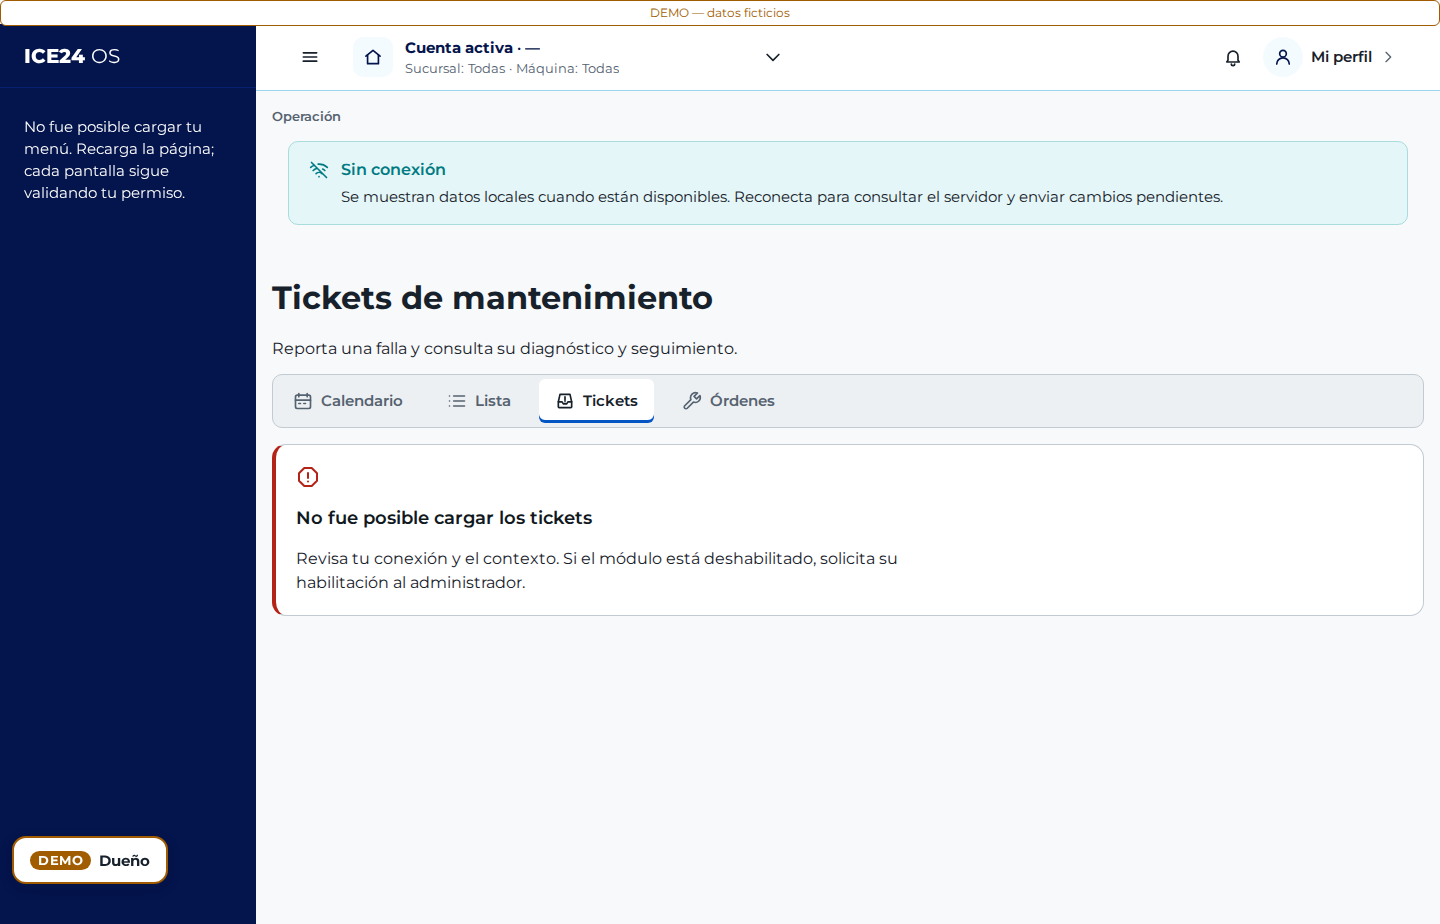 DEMO — datos ficticios
ICE24 OS
Cuenta activa · —
Sucursal: Todas · Máquina: Todas
Mi perfil
No fue posible cargar tu
menú. Recarga la página;
cada pantalla sigue
validando tu permiso.
Operación
Sin conexión
Se muestran datos locales cuando están disponibles. Reconecta para consultar el servidor y enviar cambios pendientes.
Tickets de mantenimiento
Reporta una falla y consulta su diagnóstico y seguimiento.
Calendario
Lista
Tickets
Órdenes
No fue posible cargar los tickets
Revisa tu conexión y el contexto. Si el módulo está deshabilitado, solicita su
habilitación al administrador.
DEMO Dueño